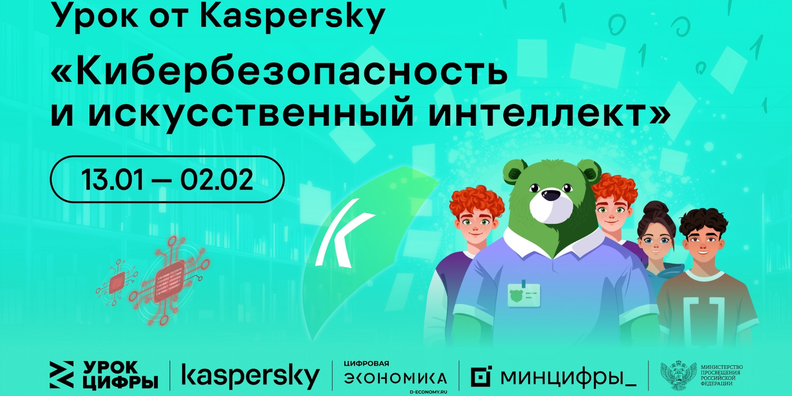 Урок от Kaspersky
«Кибербезопасность
и искусственный интеллект»
13.01 — 02.02
УРОК
ЦИФРЫ
kaspersky
ЦИФРОВАЯ
ЭКОНОМИКА
D-ECONOMY.RU
минцифры_
МИНИСТЕРСТВО
ПРОСВЕЩЕНИЯ
РОССИЙСКОЙ
ФЕДЕРАЦИИ